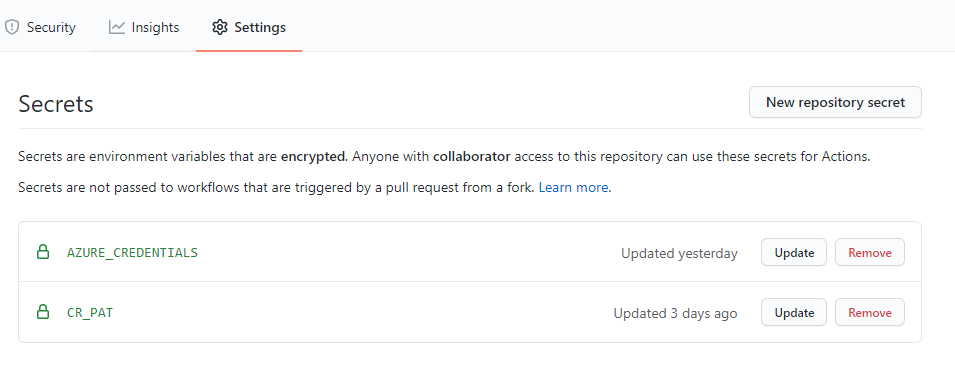 Security Insights Settings
Secrets New repository secret
Secrets are environment variables that are encrypted. Anyone with collaborator access to this repository can use these secrets for Actions.
Secrets are not passed to workflows that are triggered by a pull request from a fork. Learn more.
AZURE_CREDENTIALS Updated yesterday Update Remove
CR_PAT Updated 3 days ago Update Remove